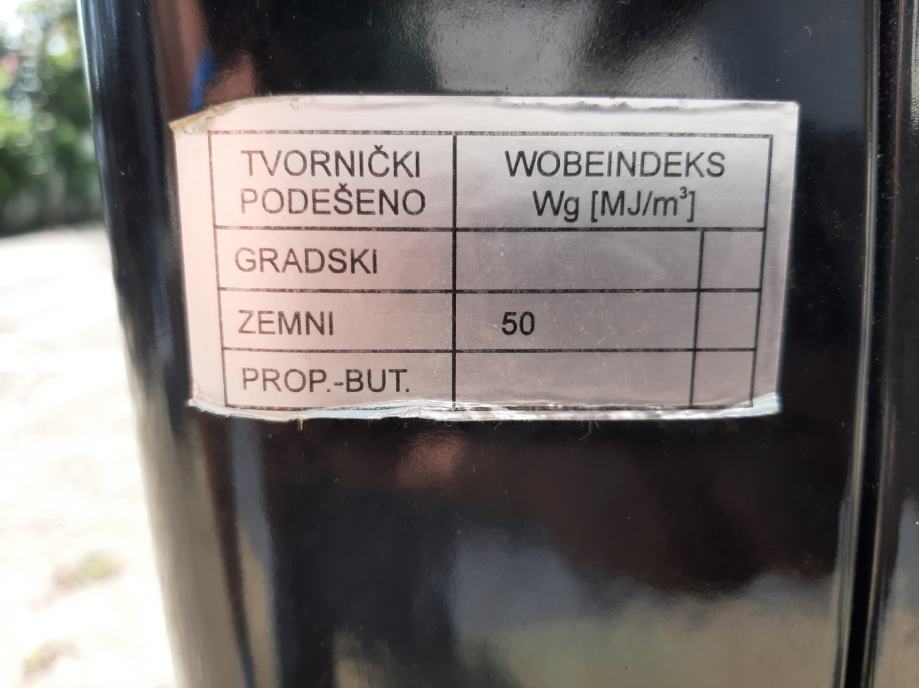 TVORNIČKI
PODEŠENO
WOBEINDEKS
Wg [MJ/m³]
GRADSKI
ZEMNI 50
PROP.-BUT.